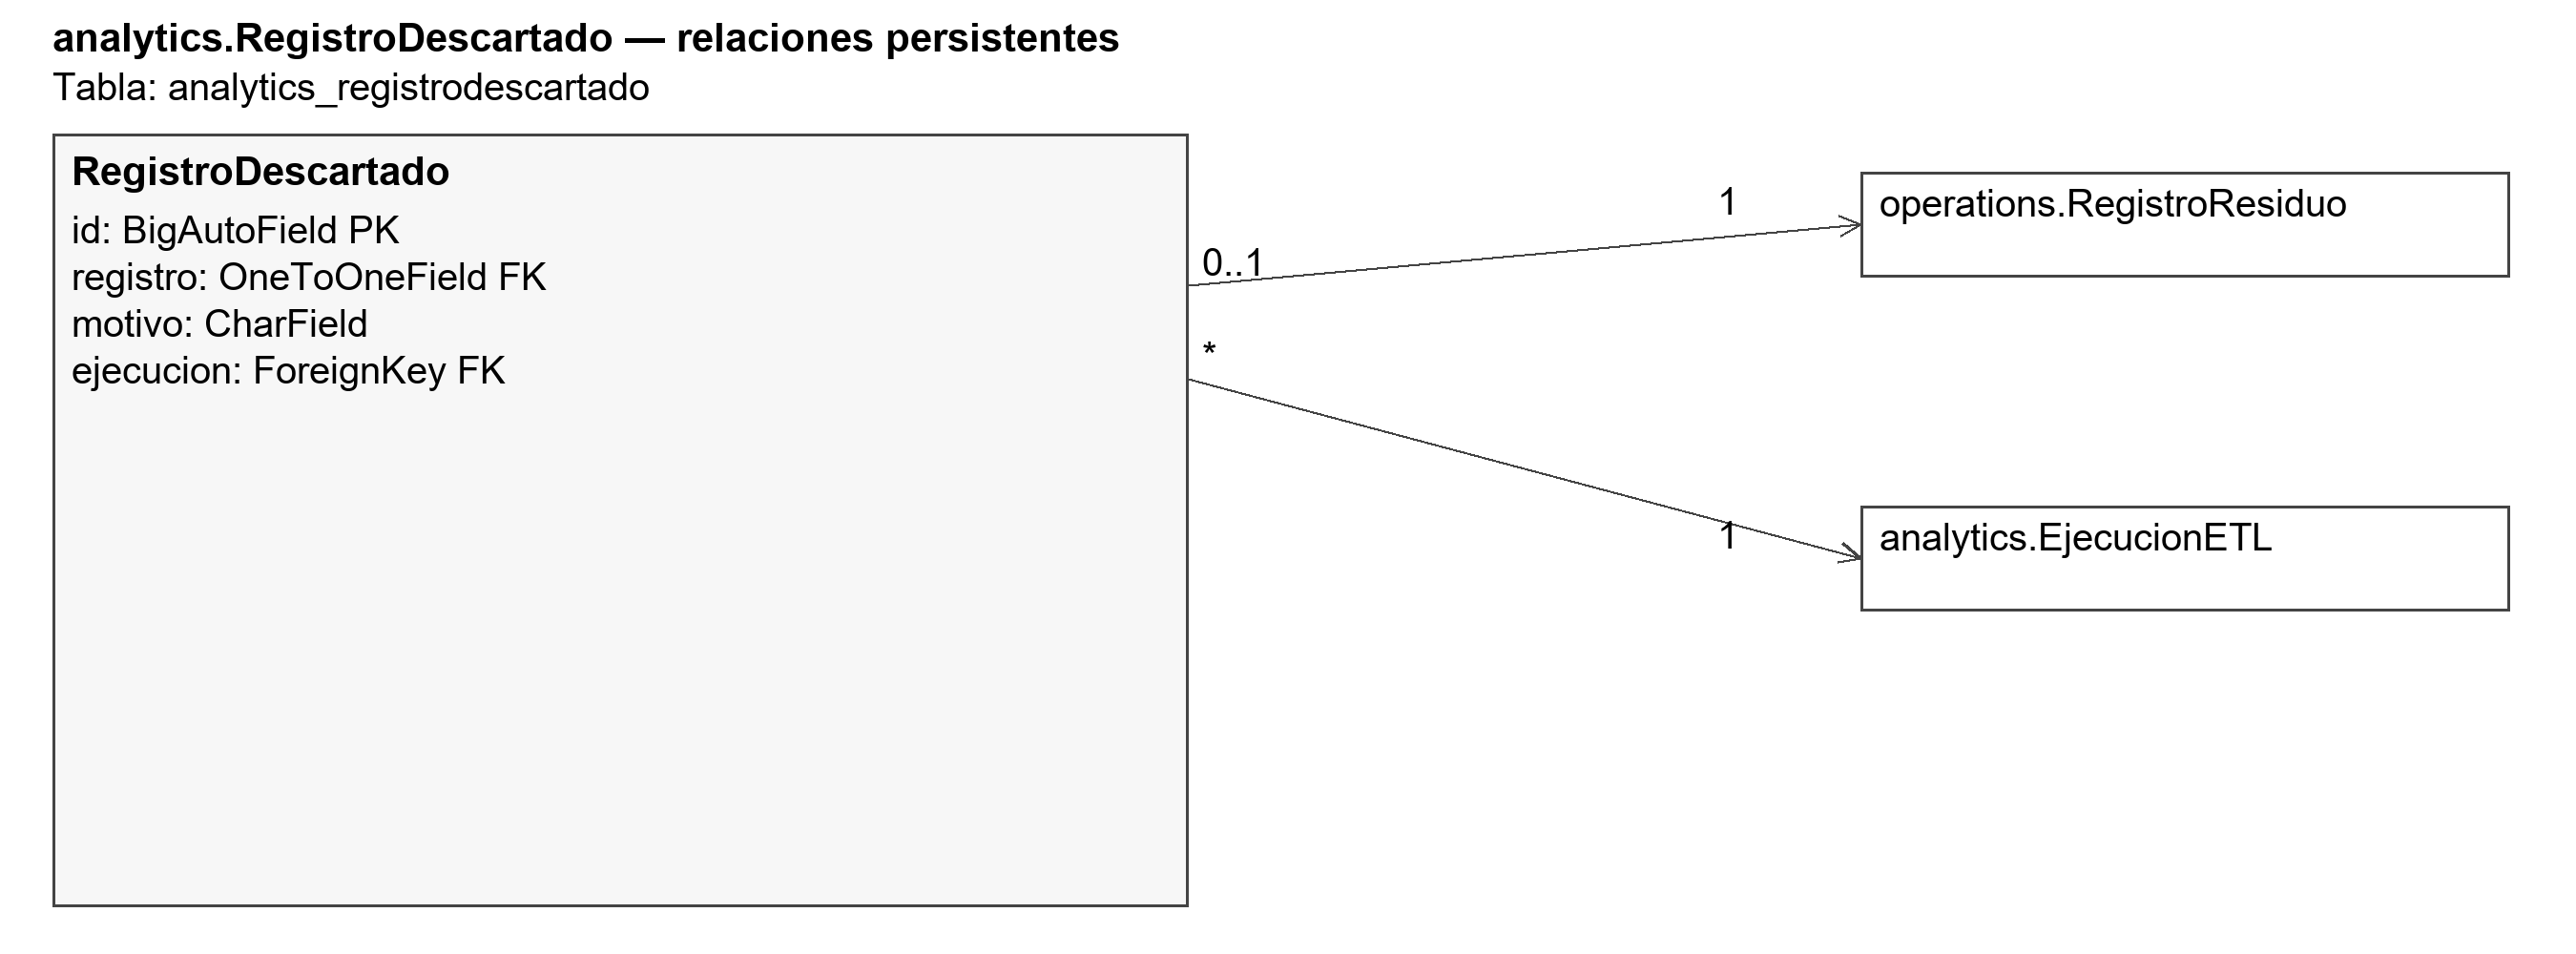 analytics.RegistroDescartado — relaciones persistentes
Tabla: analytics_registrodescartado
RegistroDescartado
id: BigAutoField PK
registro: OneToOneField FK
motivo: CharField
ejecucion: ForeignKey FK
0..1
1
operations.RegistroResiduo
*
1
analytics.EjecucionETL